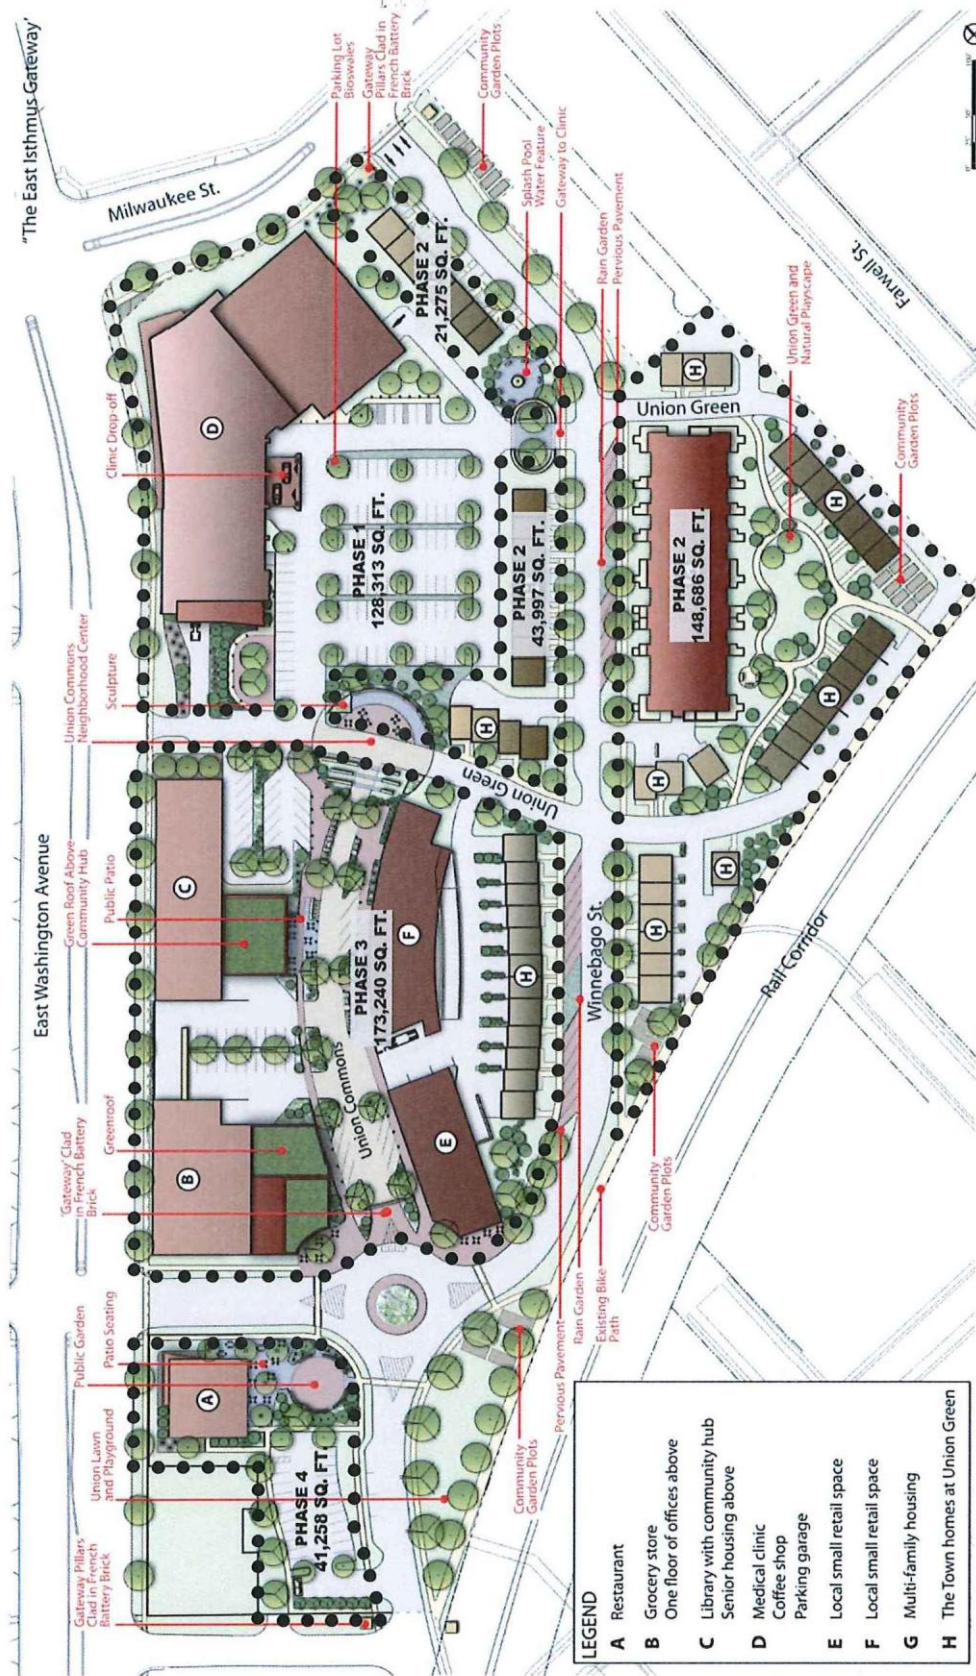 "The East Isthmus Gateway'
East Washington Avenue
Milwaukee St.
Gateway Pillars
Clad in French
Battery Brick
Union Lawn
and Playground
Public Garden
Patio Seating
'Gateway' Clad
in French Battery
Brick
Greenroof
Green Roof Above
Community Hub
Public Patio
Union Commons
Neighborhood Center
Sculpture
Clinic Drop-off
Parking Lot
Bioswales
Gateway
Pillars Clad in
French Battery
Brick
Community
Garden Plots
Splash Pool
Water Feature
Gateway to Clinic
Rain Garden
Pervious Pavement
A
B
C
D
PHASE 4
41,258 SQ. FT.
PHASE 3
173,240 SQ. FT.
PHASE 1
128,313 SQ. FT.
PHASE 2
21,275 SQ. FT.
PHASE 2
43,997 SQ. FT.
PHASE 2
148,686 SQ. FT.
Union Commons
E
F
H
H
Union Green
Union Green
Winnebago St.
H
H
H
H
H
H
Farwell St.
Rail Corridor
Union Green and
Natural Playscape
Community
Garden Plots
Community
Garden Plots
Existing Bike
Path
Rain Garden
Pervious Pavement
Community
Garden Plots
LEGEND
A Restaurant
B Grocery store
One floor of offices above
C Library with community hub
Senior housing above
D Medical clinic
Coffee shop
Parking garage
E Local small retail space
F Local small retail space
G Multi-family housing
H The Town homes at Union Green